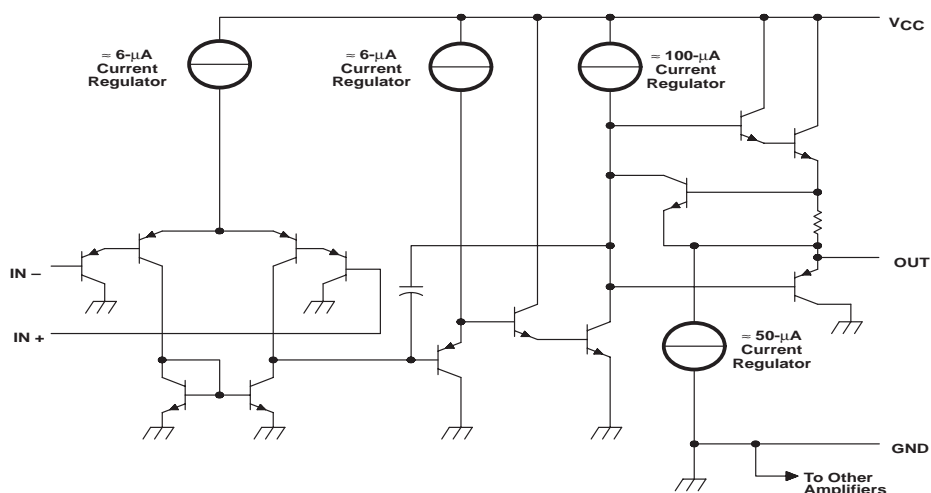 VCC
≈ 6-μA
Current
Regulator
≈ 6-μA
Current
Regulator
≈ 100-μA
Current
Regulator
IN –
OUT
IN +
≈ 50-μA
Current
Regulator
GND
To Other
Amplifiers